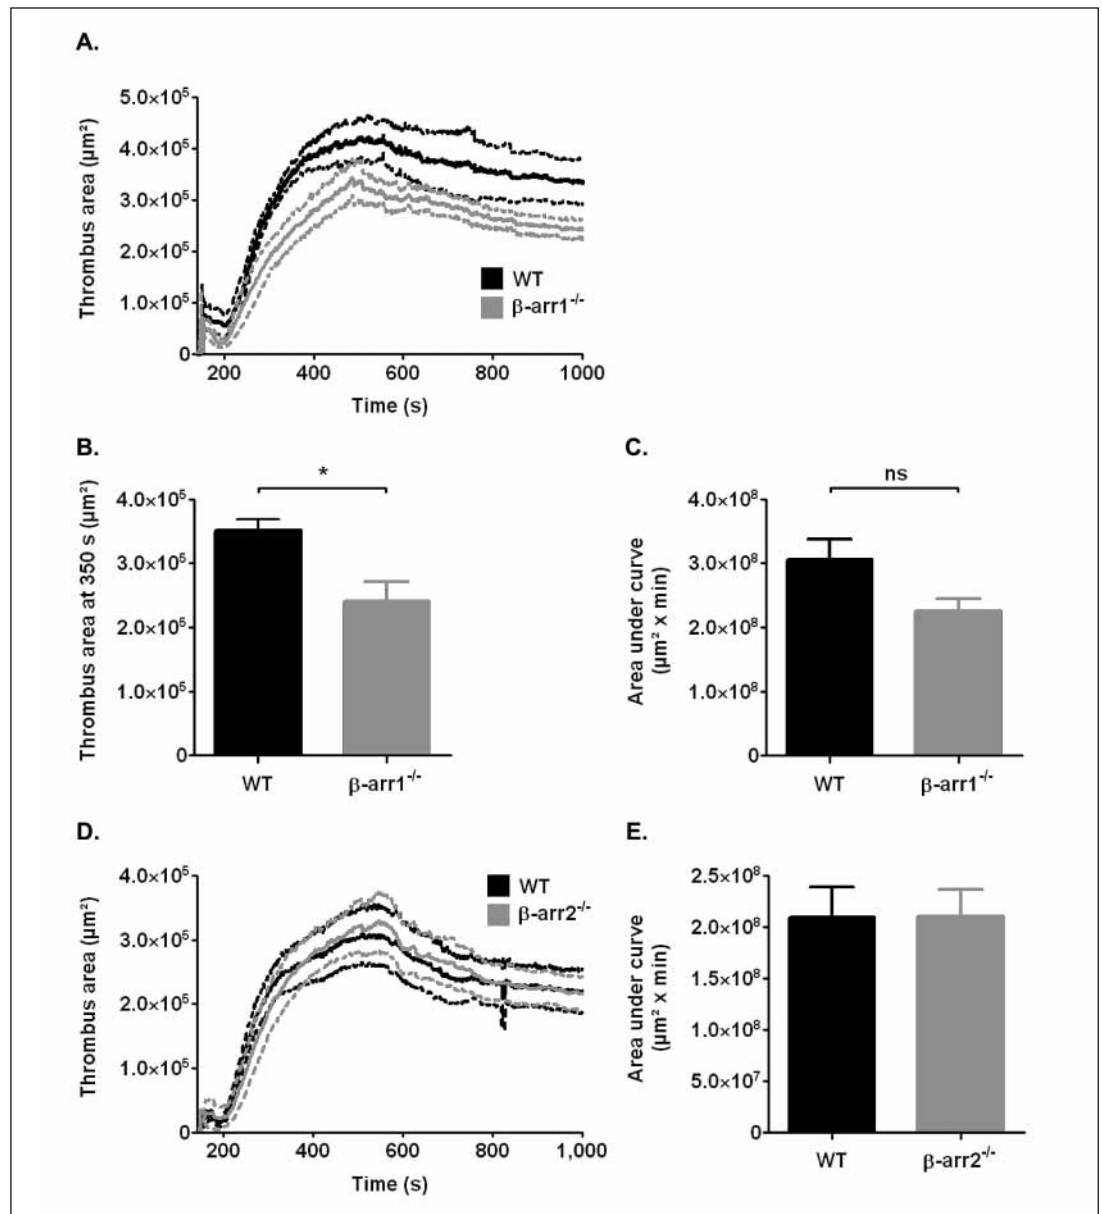 A.
Thrombus area (µm²)
5.0×10⁵
4.0×10⁵
3.0×10⁵
2.0×10⁵
1.0×10⁵
0
WT
β-arr1⁻/⁻
200 400 600 800 1000
Time (s)
B.
*
Thrombus area at 350 s (µm²)
4.0×10⁵
3.0×10⁵
2.0×10⁵
1.0×10⁵
0
WT β-arr1⁻/⁻
C.
ns
Area under curve
(µm² x min)
4.0×10⁸
3.0×10⁸
2.0×10⁸
1.0×10⁸
0
WT β-arr1⁻/⁻
D.
Thrombus area (µm²)
4.0×10⁵
3.0×10⁵
2.0×10⁵
1.0×10⁵
0
WT
β-arr2⁻/⁻
200 400 600 800 1,000
Time (s)
E.
Area under curve
(µm² x min)
2.5×10⁸
2.0×10⁸
1.5×10⁸
1.0×10⁸
5.0×10⁷
0
WT β-arr2⁻/⁻